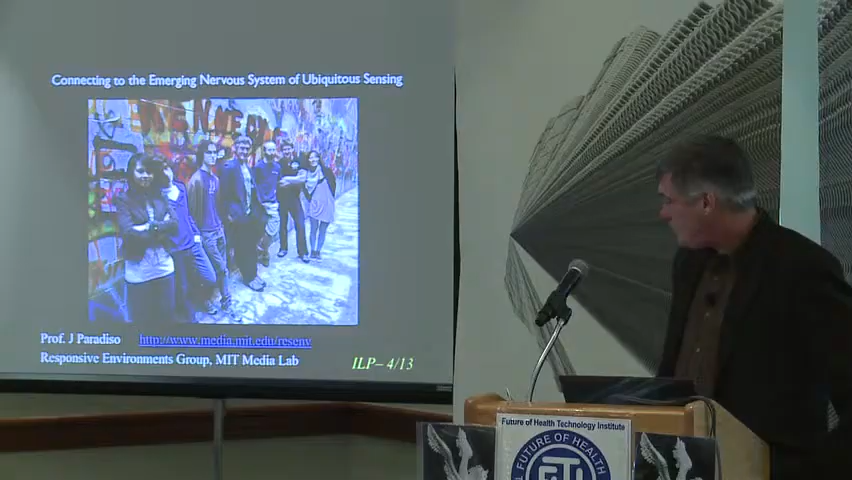 Connecting to the Emerging Nervous System of Ubiquitous Sensing
Prof. J Paradiso http://www.media.mit.edu/resenv
Responsive Environments Group, MIT Media Lab
ILP- 4/13
Future of Health Technology Institute
FUTURE OF HEALTH